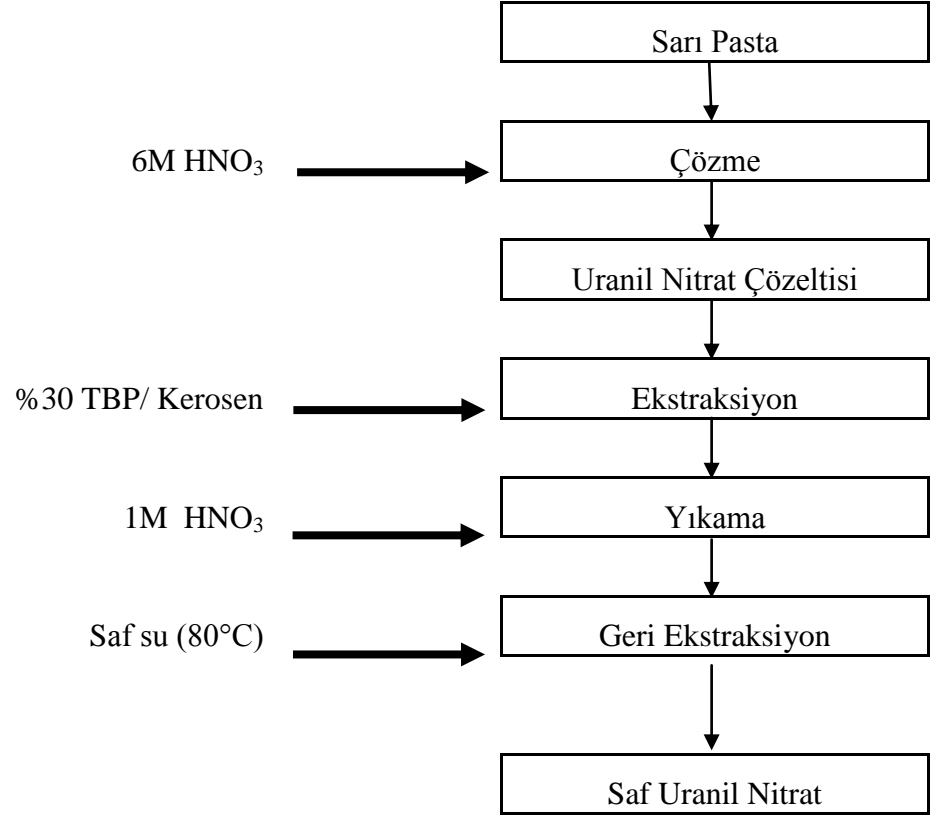 Sarı Pasta
6M HNO₃
Çözme
Uranil Nitrat Çözeltisi
%30 TBP/ Kerosen
Ekstraksiyon
1M HNO₃
Yıkama
Saf su (80°C)
Geri Ekstraksiyon
Saf Uranil Nitrat